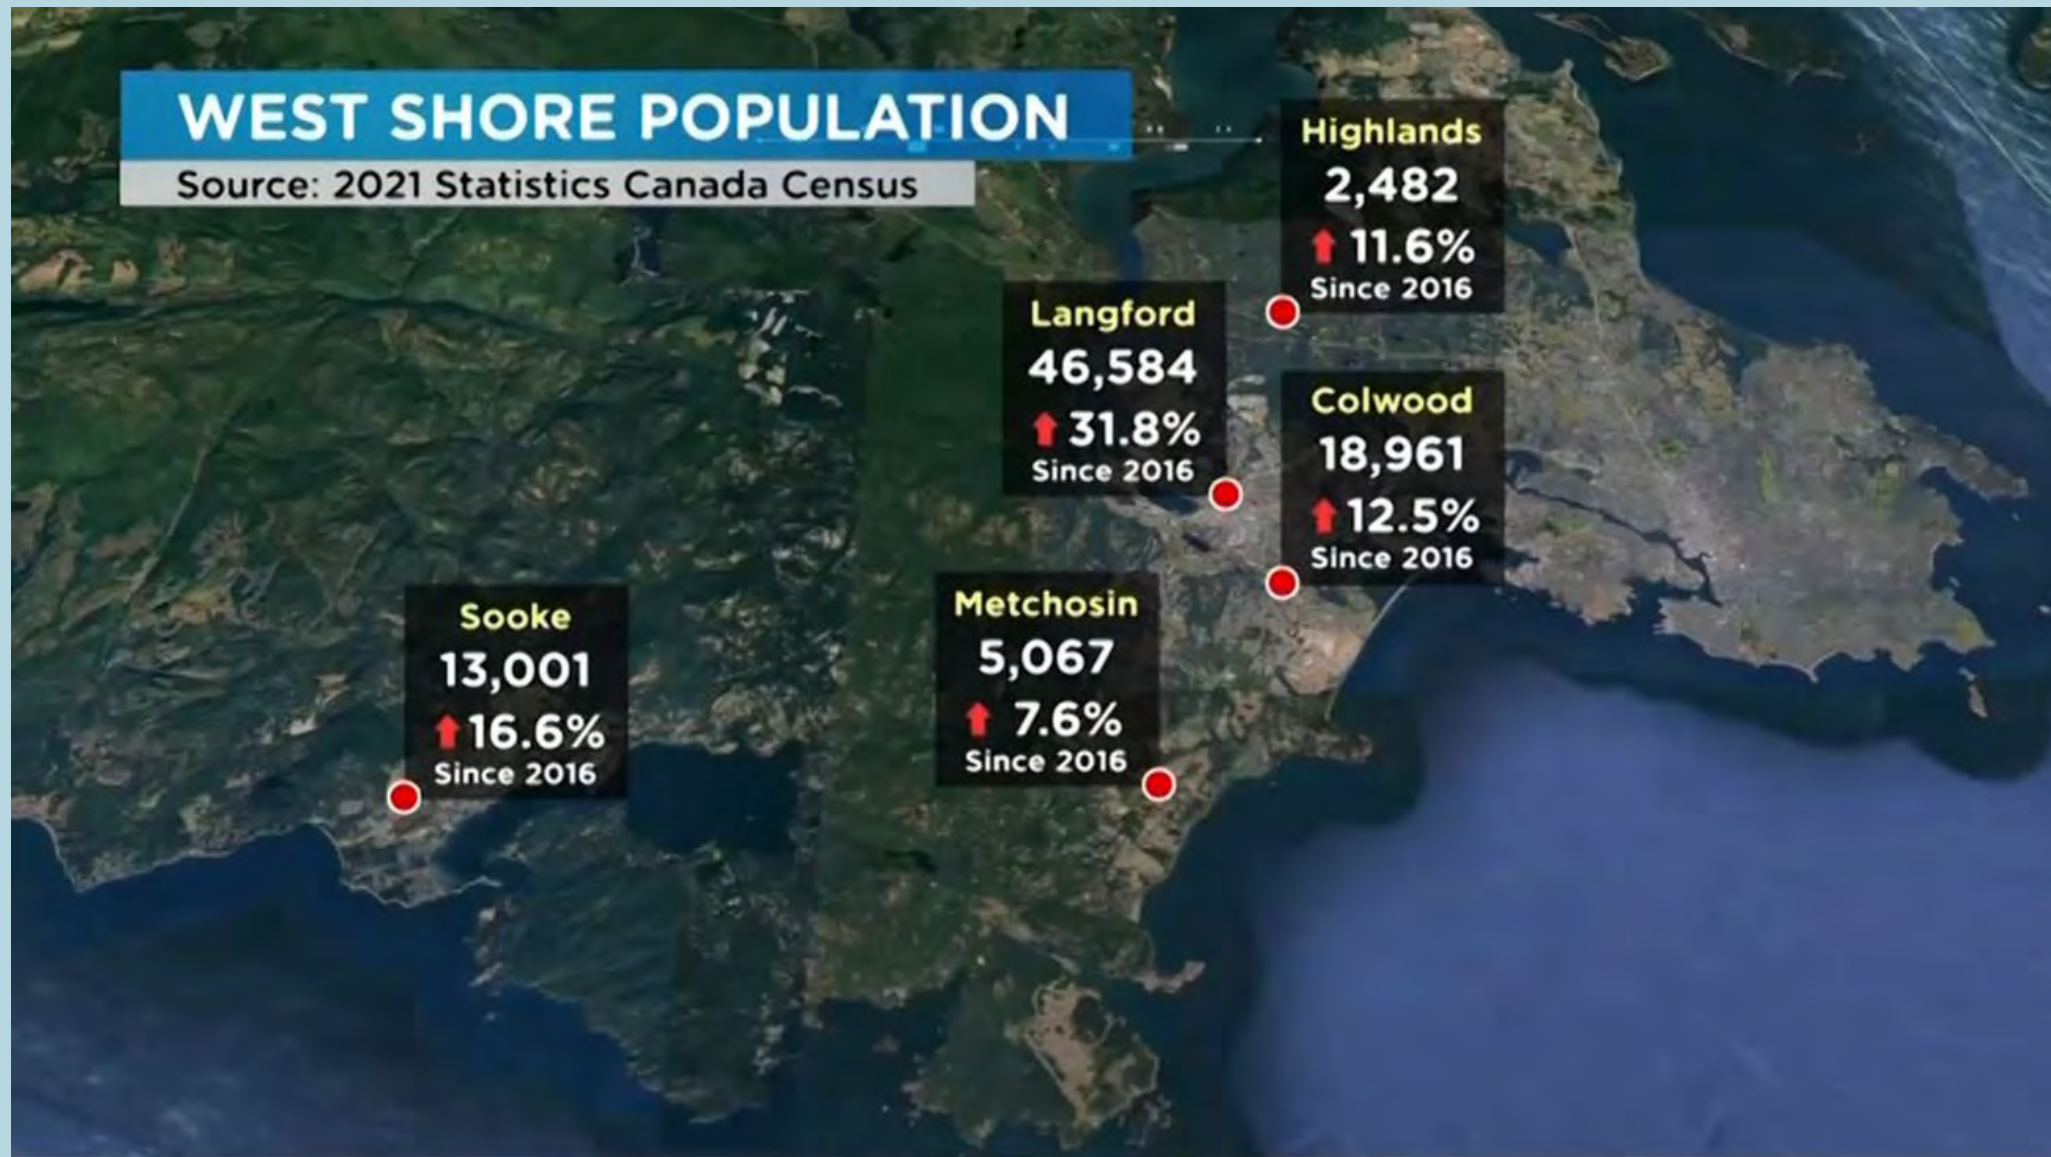 WEST SHORE POPULATION
Source: 2021 Statistics Canada Census
Highlands
2,482
11.6%
Since 2016
Langford
46,584
31.8%
Since 2016
Colwood
18,961
12.5%
Since 2016
Sooke
13,001
16.6%
Since 2016
Metchosin
5,067
7.6%
Since 2016